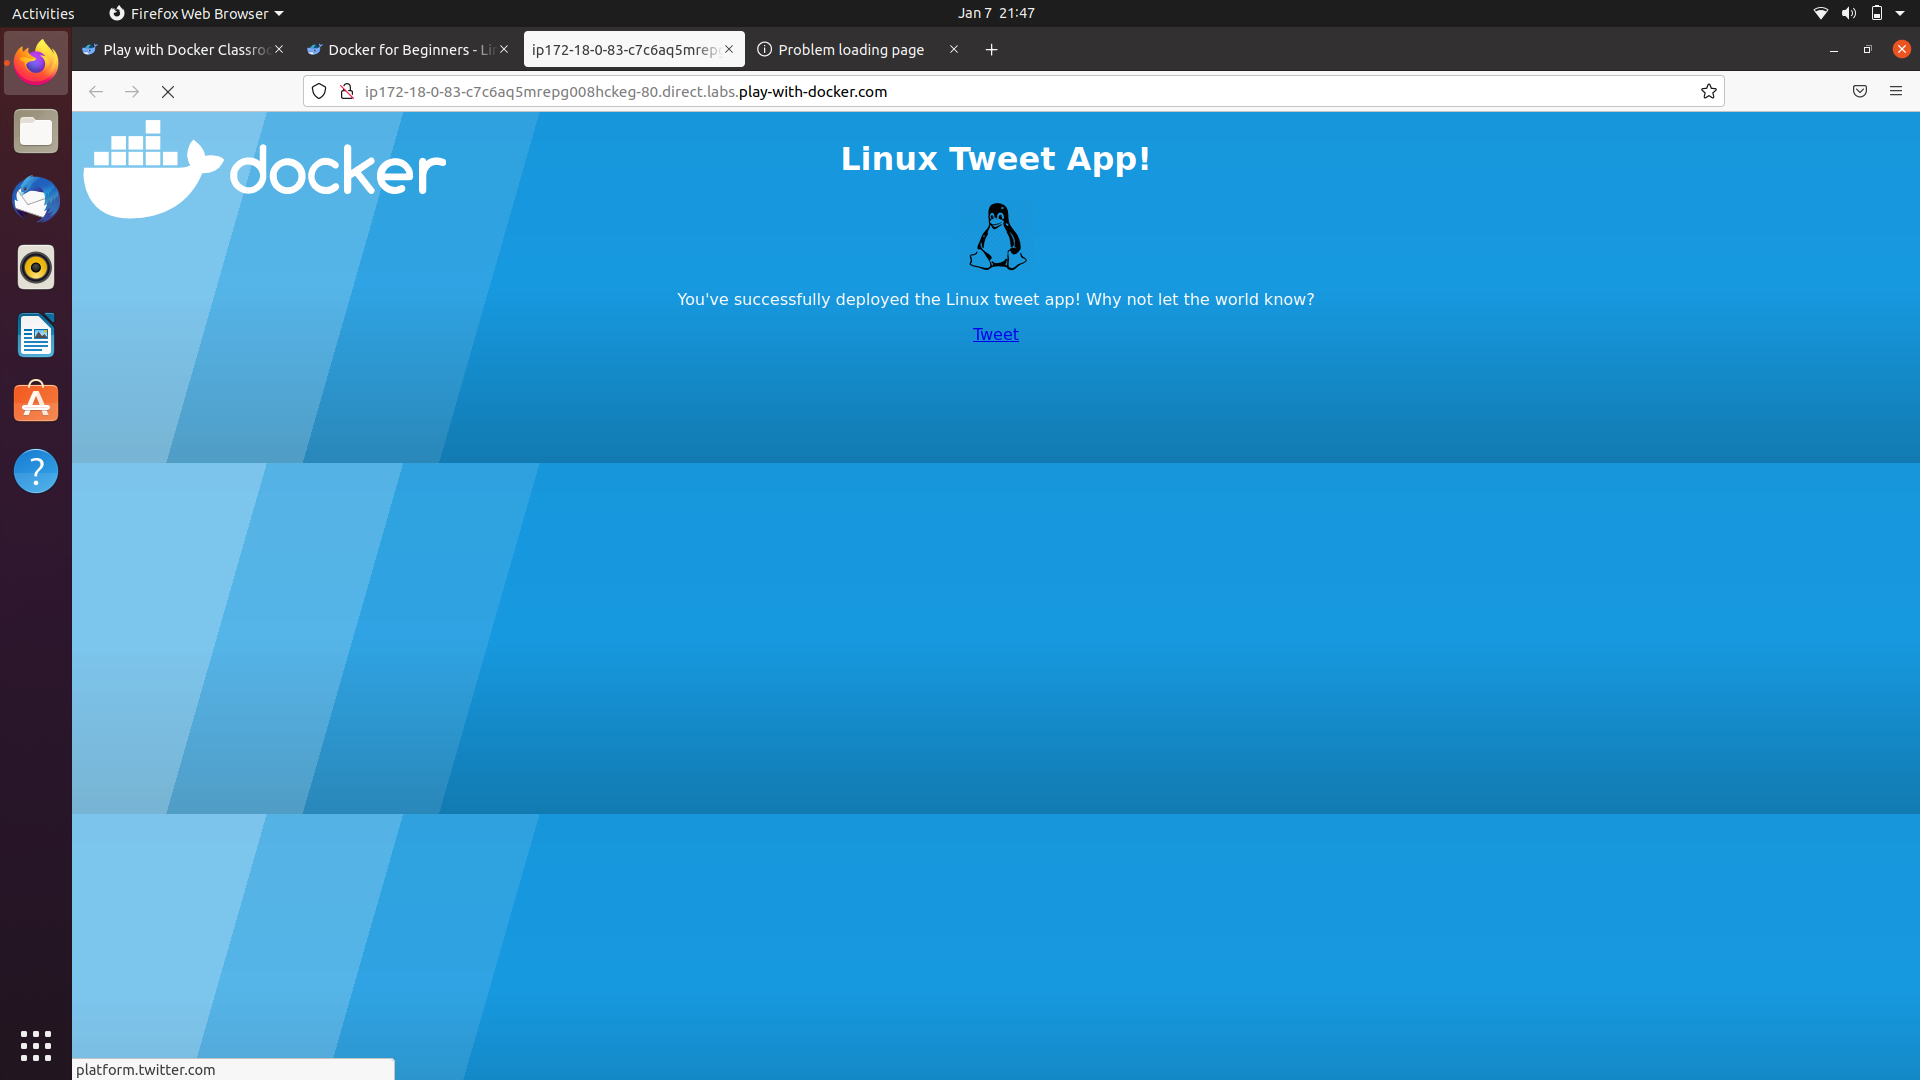 Activities
Firefox Web Browser
Jan 7 21:47
Play with Docker Classro
Docker for Beginners - Li
ip172-18-0-83-c7c6aq5mrep
Problem loading page
ip172-18-0-83-c7c6aq5mrepg008hckeg-80.direct.labs.play-with-docker.com
docker
Linux Tweet App!
You've successfully deployed the Linux tweet app! Why not let the world know?
Tweet
platform.twitter.com